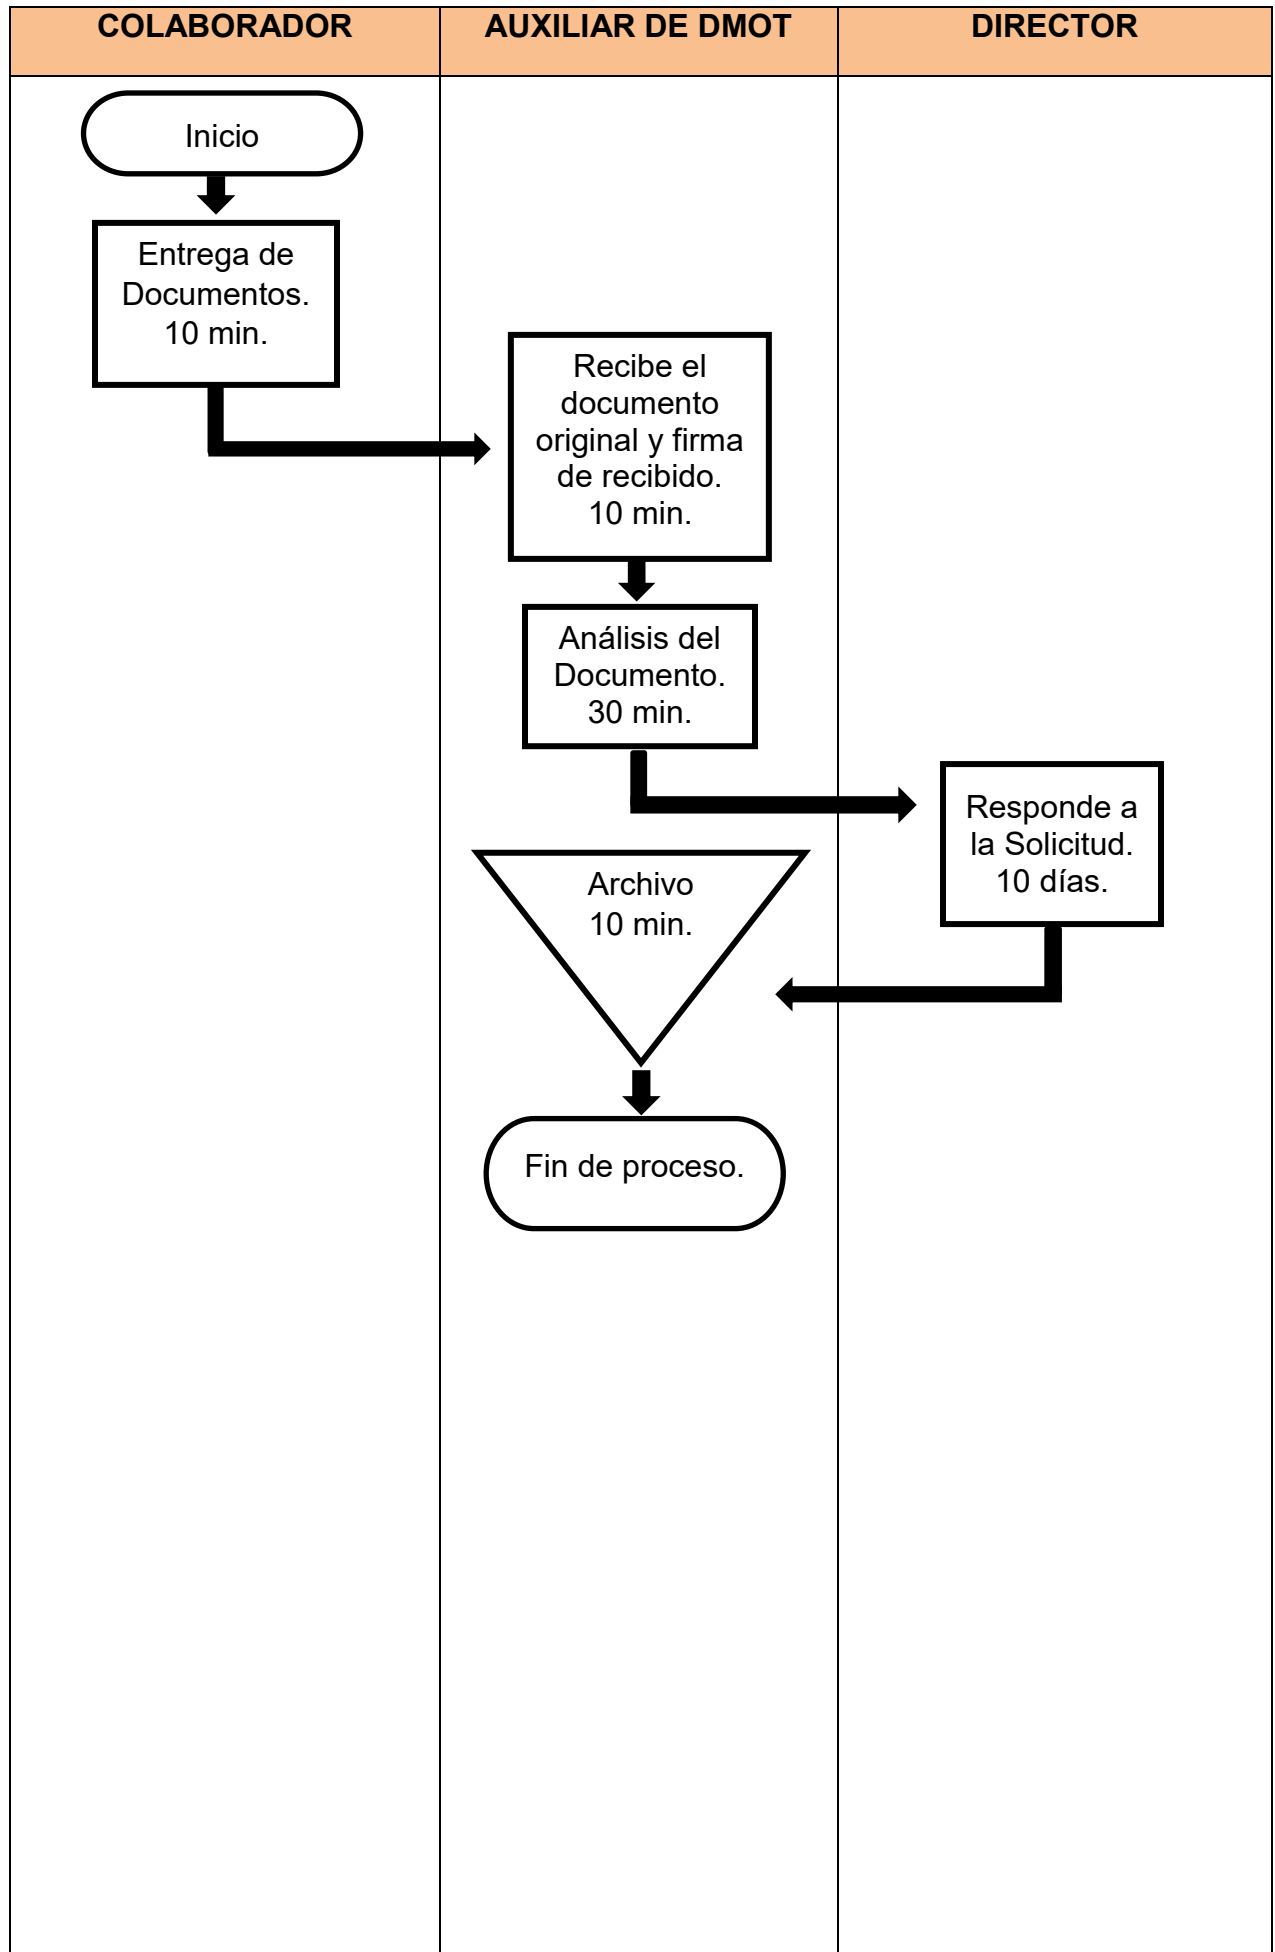 COLABORADOR
AUXILIAR DE DMOT
DIRECTOR
Inicio
Entrega de
Documentos.
10 min.
Recibe el
documento
original y firma
de recibido.
10 min.
Análisis del
Documento.
30 min.
Responde a
la Solicitud.
10 días.
Archivo
10 min.
Fin de proceso.